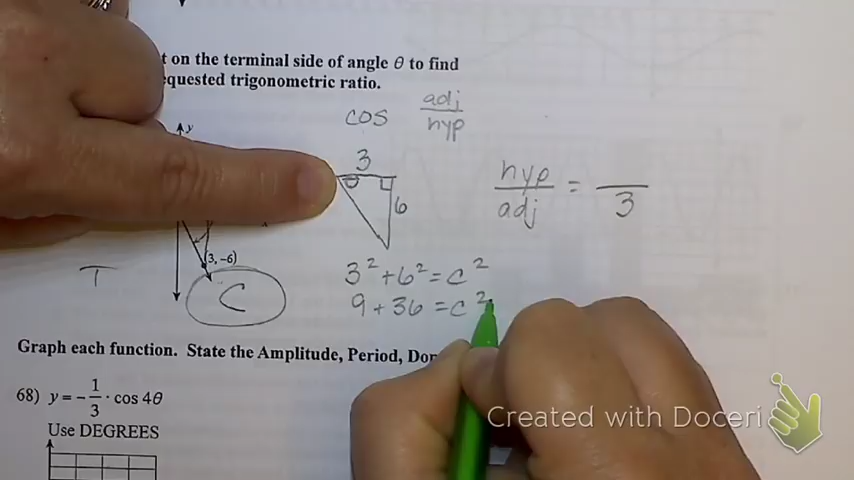 t on the terminal side of angle θ to find
equested trigonometric ratio.
cos adj/hyp
y
3
6
hyp/adj = __/3
(3, −6)
T
C
3² + 6² = c²
9 + 36 = c²
Graph each function. State the Amplitude, Period, Do
68) y = −1/3 · cos 4θ
Use DEGREES
Created with Doceri